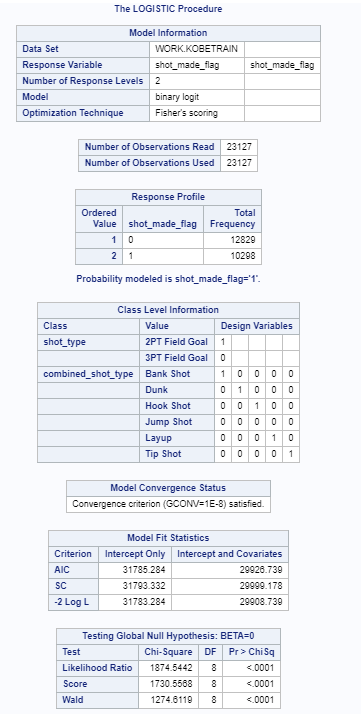 The LOGISTIC Procedure
Model Information
Data Set WORK.KOBETRAIN
Response Variable shot_made_flag shot_made_flag
Number of Response Levels 2
Model binary logit
Optimization Technique Fisher's scoring
Number of Observations Read 23127
Number of Observations Used 23127
Response Profile
Ordered Value shot_made_flag Total Frequency
1 0 12829
2 1 10298
Probability modeled is shot_made_flag='1'.
Class Level Information
Class Value Design Variables
shot_type 2PT Field Goal 1
3PT Field Goal 0
combined_shot_type Bank Shot 1 0 0 0 0
Dunk 0 1 0 0 0
Hook Shot 0 0 1 0 0
Jump Shot 0 0 0 0 0
Layup 0 0 0 1 0
Tip Shot 0 0 0 0 1
Model Convergence Status
Convergence criterion (GCONV=1E-8) satisfied.
Model Fit Statistics
Criterion Intercept Only Intercept and Covariates
AIC 31785.284 29926.739
SC 31793.332 29999.178
-2 Log L 31783.284 29908.739
Testing Global Null Hypothesis: BETA=0
Test Chi-Square DF Pr > ChiSq
Likelihood Ratio 1874.5442 8 <.0001
Score 1730.5568 8 <.0001
Wald 1274.6119 8 <.0001